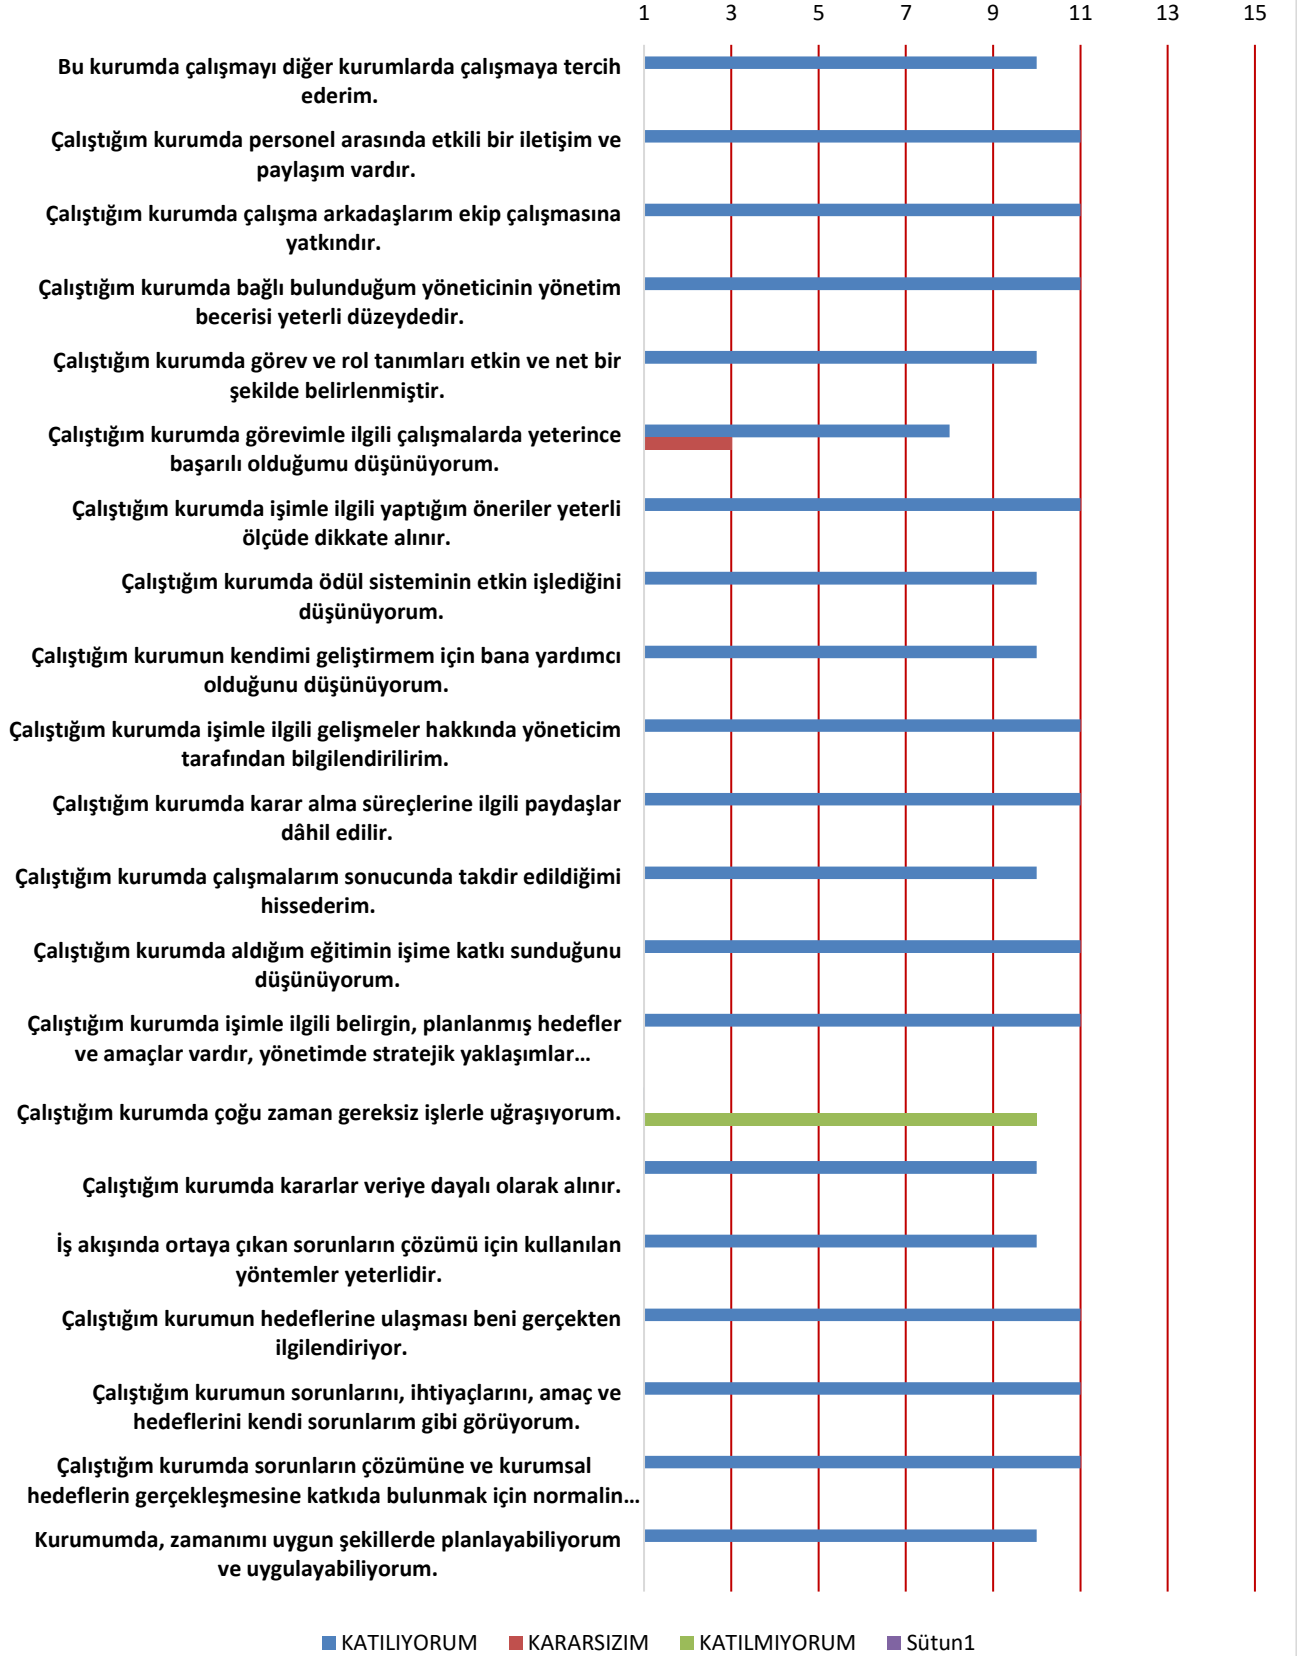 1 3 5 7 9 11 13 15
Bu kurumda çalışmayı diğer kurumlarda çalışmaya tercih
ederim.
Çalıştığım kurumda personel arasında etkili bir iletişim ve
paylaşım vardır.
Çalıştığım kurumda çalışma arkadaşlarım ekip çalışmasına
yatkındır.
Çalıştığım kurumda bağlı bulunduğum yöneticinin yönetim
becerisi yeterli düzeydedir.
Çalıştığım kurumda görev ve rol tanımları etkin ve net bir
şekilde belirlenmiştir.
Çalıştığım kurumda görevimle ilgili çalışmalarda yeterince
başarılı olduğumu düşünüyorum.
Çalıştığım kurumda işimle ilgili yaptığım öneriler yeterli
ölçüde dikkate alınır.
Çalıştığım kurumda ödül sisteminin etkin işlediğini
düşünüyorum.
Çalıştığım kurumun kendimi geliştirmem için bana yardımcı
olduğunu düşünüyorum.
Çalıştığım kurumda işimle ilgili gelişmeler hakkında yöneticim
tarafından bilgilendirilirim.
Çalıştığım kurumda karar alma süreçlerine ilgili paydaşlar
dâhil edilir.
Çalıştığım kurumda çalışmalarım sonucunda takdir edildiğimi
hissederim.
Çalıştığım kurumda aldığım eğitimin işime katkı sunduğunu
düşünüyorum.
Çalıştığım kurumda işimle ilgili belirgin, planlanmış hedefler
ve amaçlar vardır, yönetimde stratejik yaklaşımlar…
Çalıştığım kurumda çoğu zaman gereksiz işlerle uğraşıyorum.
Çalıştığım kurumda kararlar veriye dayalı olarak alınır.
İş akışında ortaya çıkan sorunların çözümü için kullanılan
yöntemler yeterlidir.
Çalıştığım kurumun hedeflerine ulaşması beni gerçekten
ilgilendiriyor.
Çalıştığım kurumun sorunlarını, ihtiyaçlarını, amaç ve
hedeflerini kendi sorunlarım gibi görüyorum.
Çalıştığım kurumda sorunların çözümüne ve kurumsal
hedeflerin gerçekleşmesine katkıda bulunmak için normalin…
Kurumumda, zamanımı uygun şekillerde planlayabiliyorum
ve uygulayabiliyorum.
KATILIYORUM KARARSIZIM KATILMIYORUM Sütun1